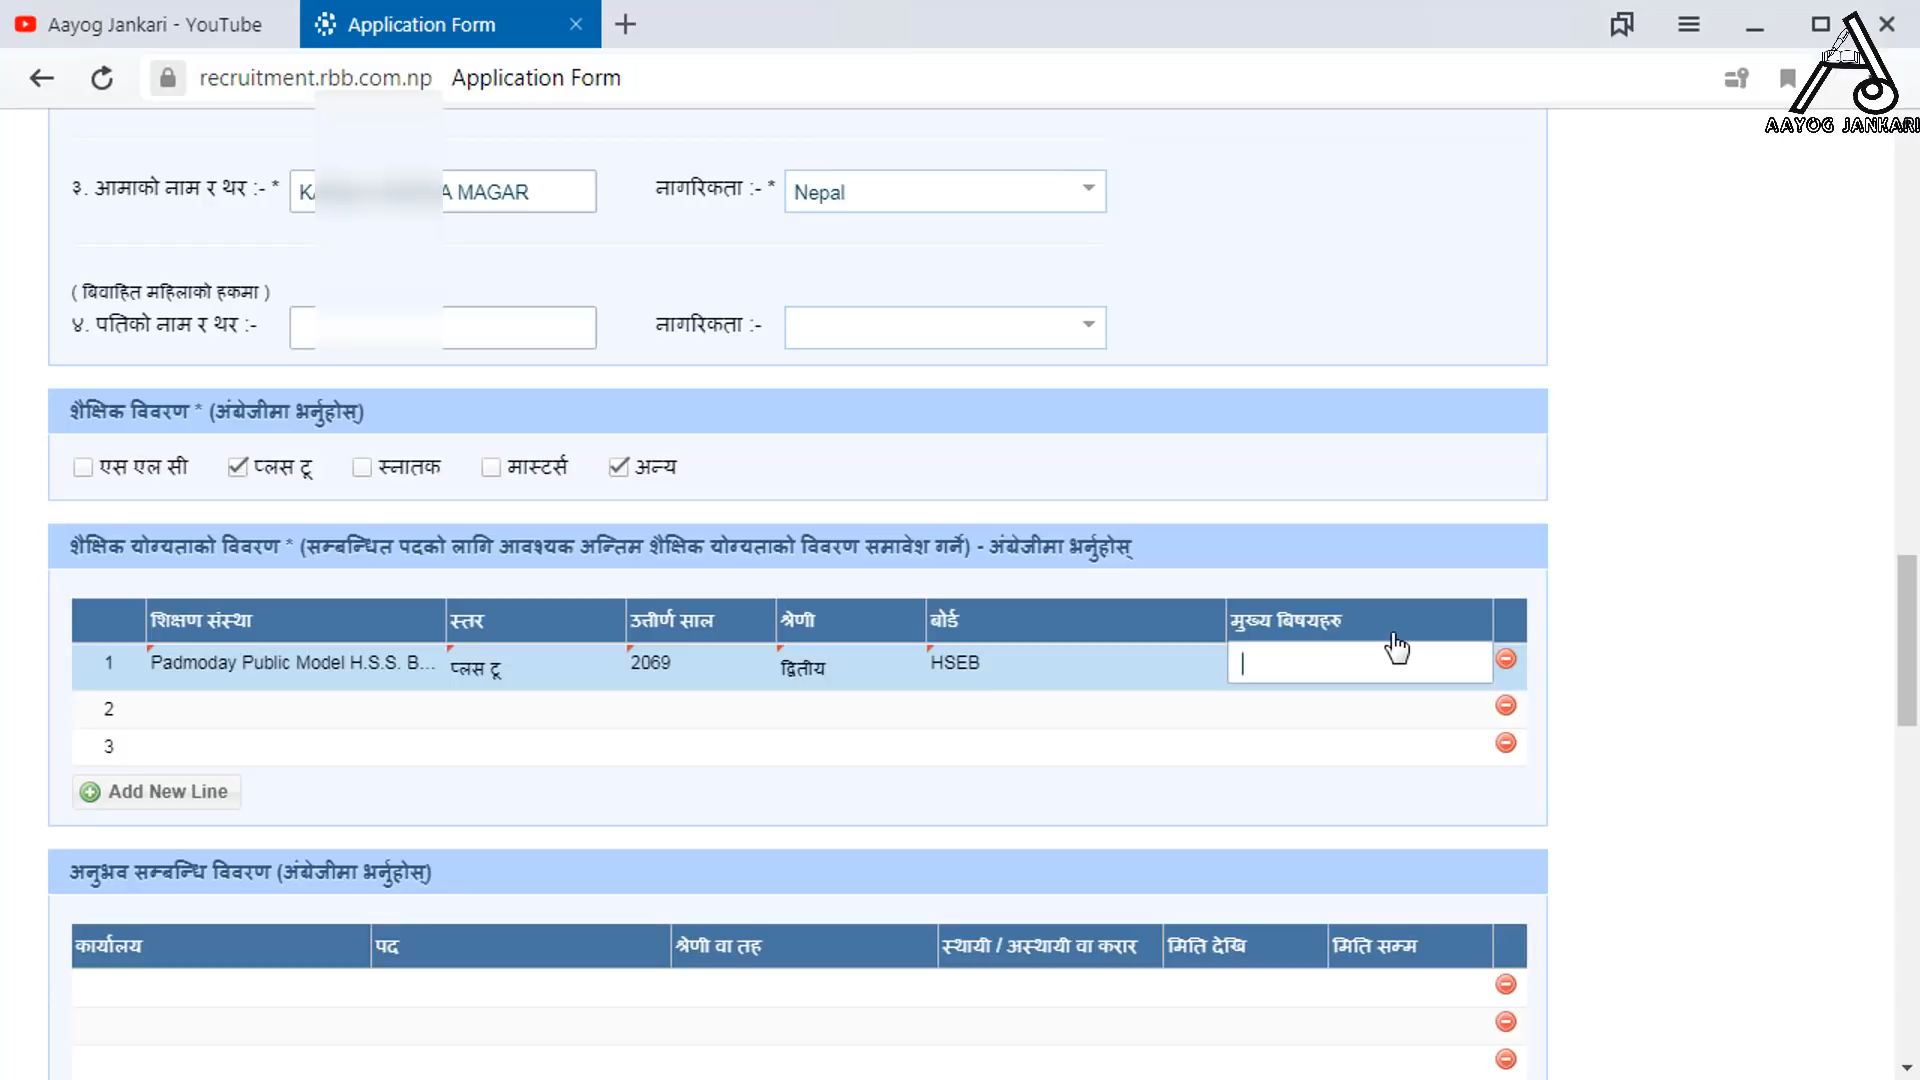 Aayog Jankari - YouTube
Application Form
recruitment.rbb.com.np Application Form
AAYOG JANKARI
३. आमाको नाम र थर :- *
MAGAR
नागरिकता :- *
Nepal
( बिवाहित महिलाको हकमा )
४. पतिको नाम र थर :-
नागरिकता :-
शैक्षिक विवरण * (अंग्रेजीमा भर्नुहोस्)
एस एल सी
प्लस टू
स्नातक
मास्टर्स
अन्य
शैक्षिक योग्यताको विवरण * (सम्बन्धित पदको लागि आवश्यक अन्तिम शैक्षिक योग्यताको विवरण समावेश गर्ने) - अंग्रेजीमा भर्नुहोस्
शिक्षण संस्था स्तर उत्तीर्ण साल श्रेणी बोर्ड मुख्य बिषयहरु
1 Padmoday Public Model H.S.S. B... प्लस टू 2069 द्वितीय HSEB
2
3
Add New Line
अनुभव सम्बन्धि विवरण (अंग्रेजीमा भर्नुहोस्)
कार्यालय पद श्रेणी वा तह स्थायी / अस्थायी वा करार मिति देखि मिति सम्म